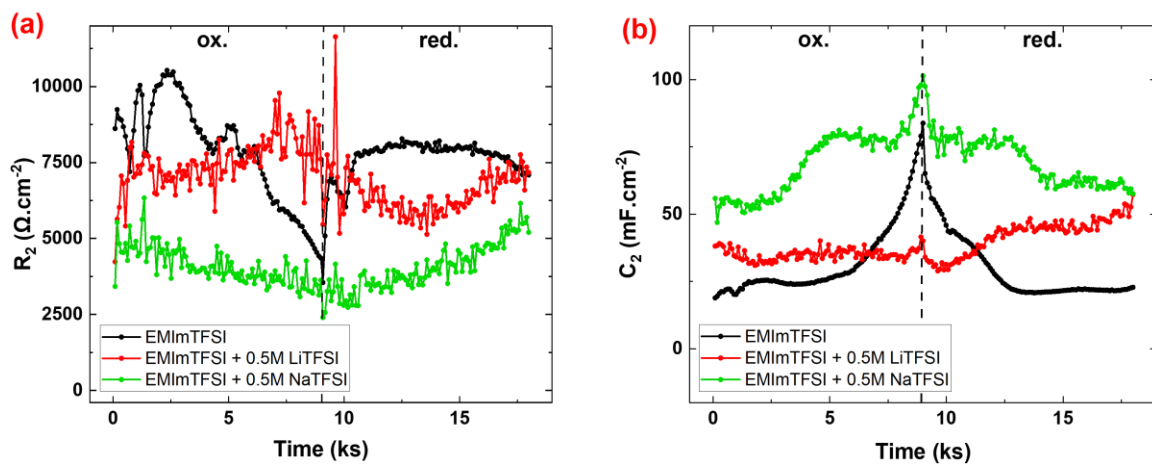 (a)
ox.
red.
10000
7500
5000
2500
0
R₂ (Ω.cm⁻²)
EMImTFSI
EMImTFSI + 0.5M LiTFSI
EMImTFSI + 0.5M NaTFSI
0
5
10
15
Time (ks)
(b)
ox.
red.
100
50
0
C₂ (mF.cm⁻²)
EMImTFSI
EMImTFSI + 0.5M LiTFSI
EMImTFSI + 0.5M NaTFSI
0
5
10
15
Time (ks)